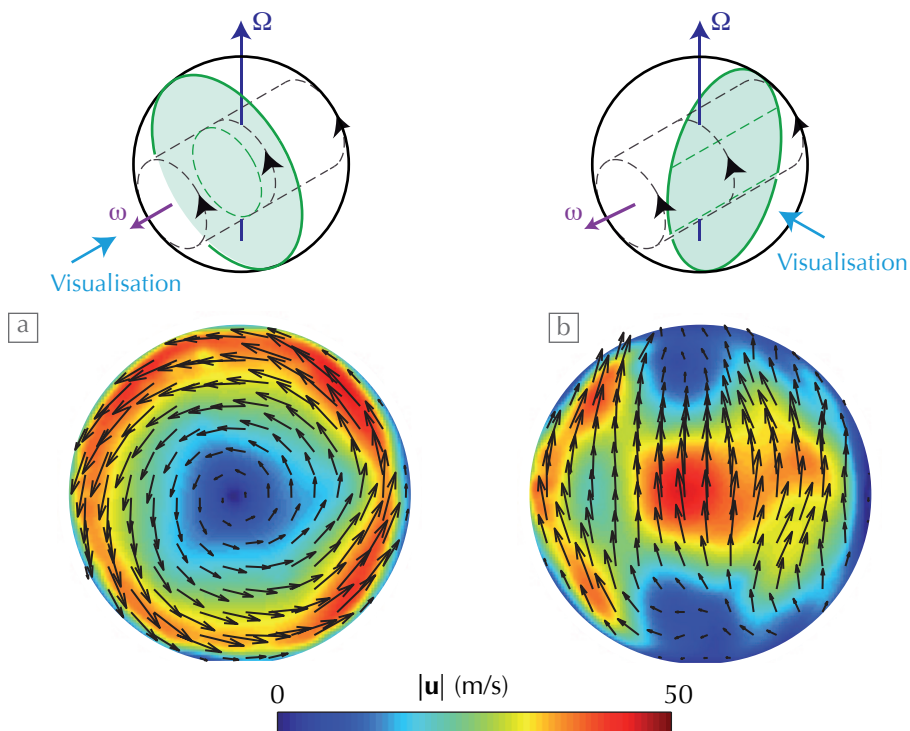 Ω
Ω
ω
ω
Visualisation
Visualisation
a
b
|u| (m/s)
0
50